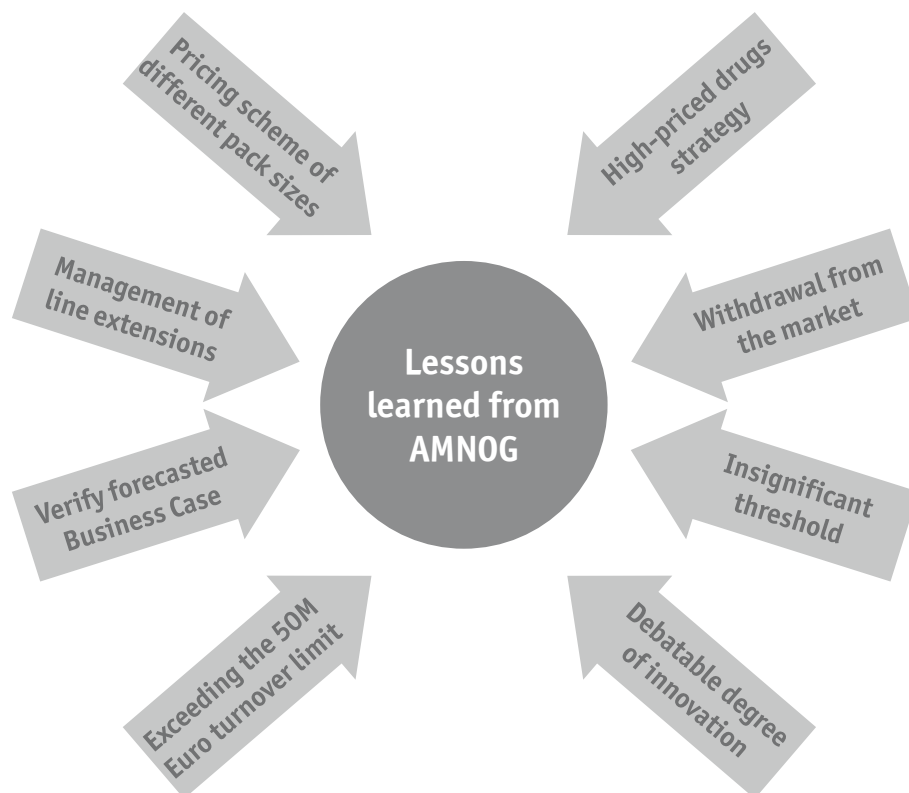 Pricing scheme of
different pack sizes
High-priced drugs
strategy
Management of
line extensions
Withdrawal from
the market
Lessons
learned from
AMNOG
Verify forecasted
Business Case
Insignificant
threshold
Exceeding the 50M
Euro turnover limit
Debatable degree
of innovation